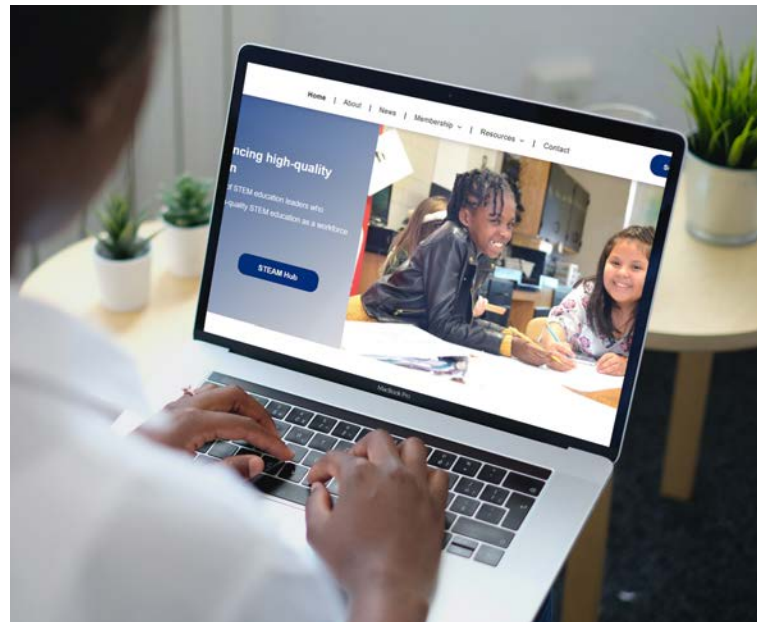 Home | About | News | Membership | Resources | Contact
ncing high-quality
n
of STEM education leaders who
-quality STEM education as a workforce
STEAM Hub
MacBook Pro